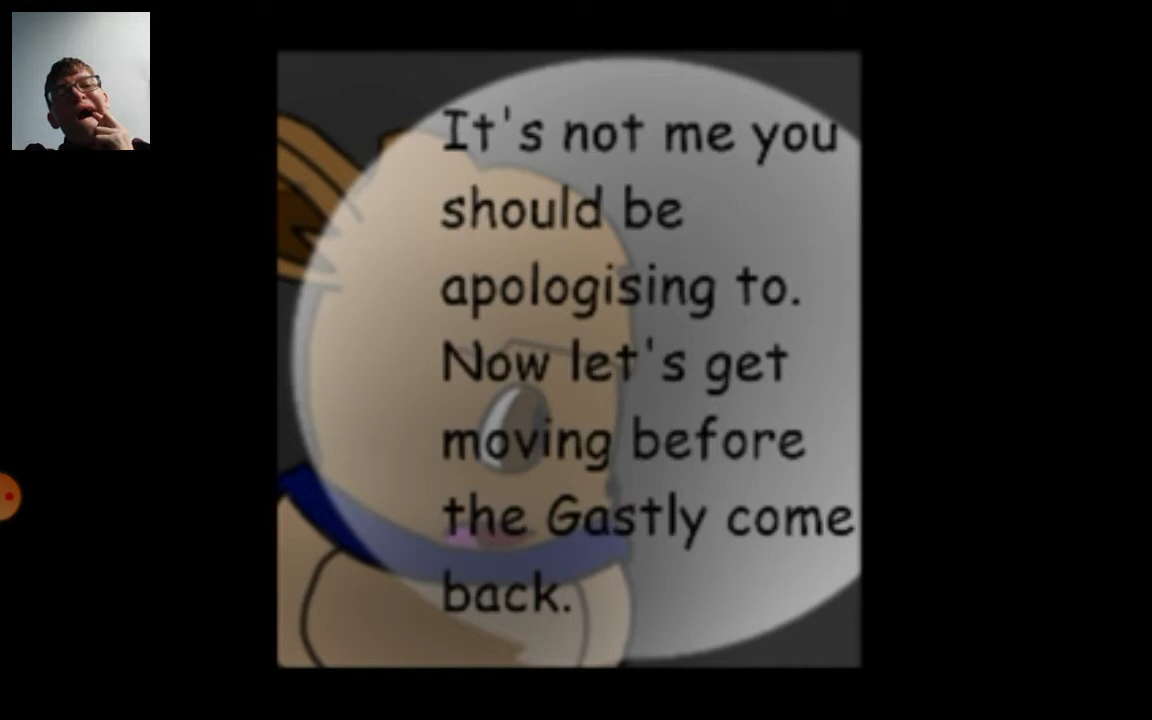 It's not me you
should be
apologising to.
Now let's get
moving before
the Gastly come
back.